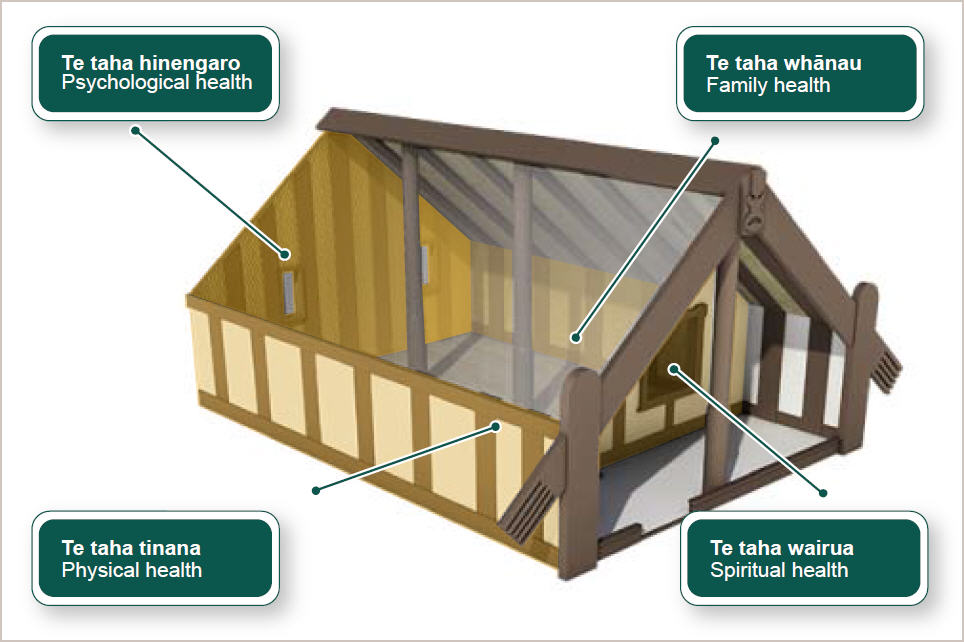 Te taha hinengaro
Psychological health
Te taha whānau
Family health
Te taha tinana
Physical health
Te taha wairua
Spiritual health